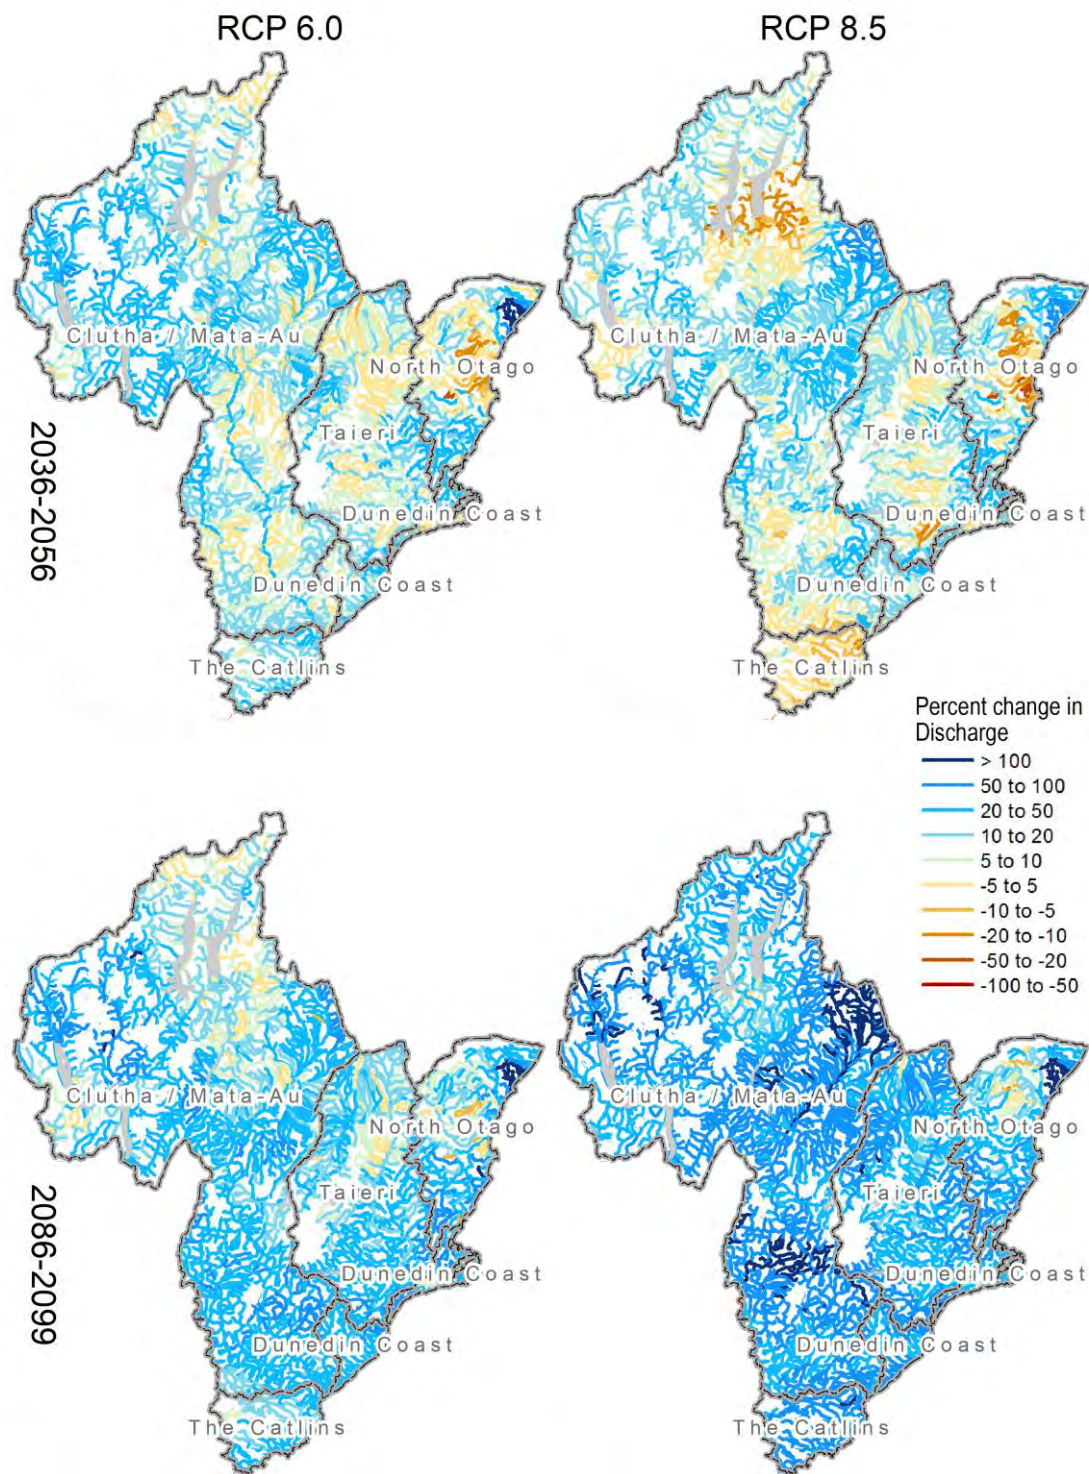 RCP 6.0
RCP 8.5
2036-2056
Clutha / Mata-Au
North Otago
Taieri
Dunedin Coast
Dunedin Coast
The Catlins
Clutha / Mata-Au
North Otago
Taieri
Dunedin Coast
Dunedin Coast
The Catlins
Percent change in
Discharge
> 100
50 to 100
20 to 50
10 to 20
5 to 10
-5 to 5
-10 to -5
-20 to -10
-50 to -20
-100 to -50
2086-2099
Clutha / Mata-Au
North Otago
Taieri
Dunedin Coast
Dunedin Coast
The Catlins
Clutha / Mata-Au
North Otago
Taieri
Dunedin Coast
Dunedin Coast
The Catlins